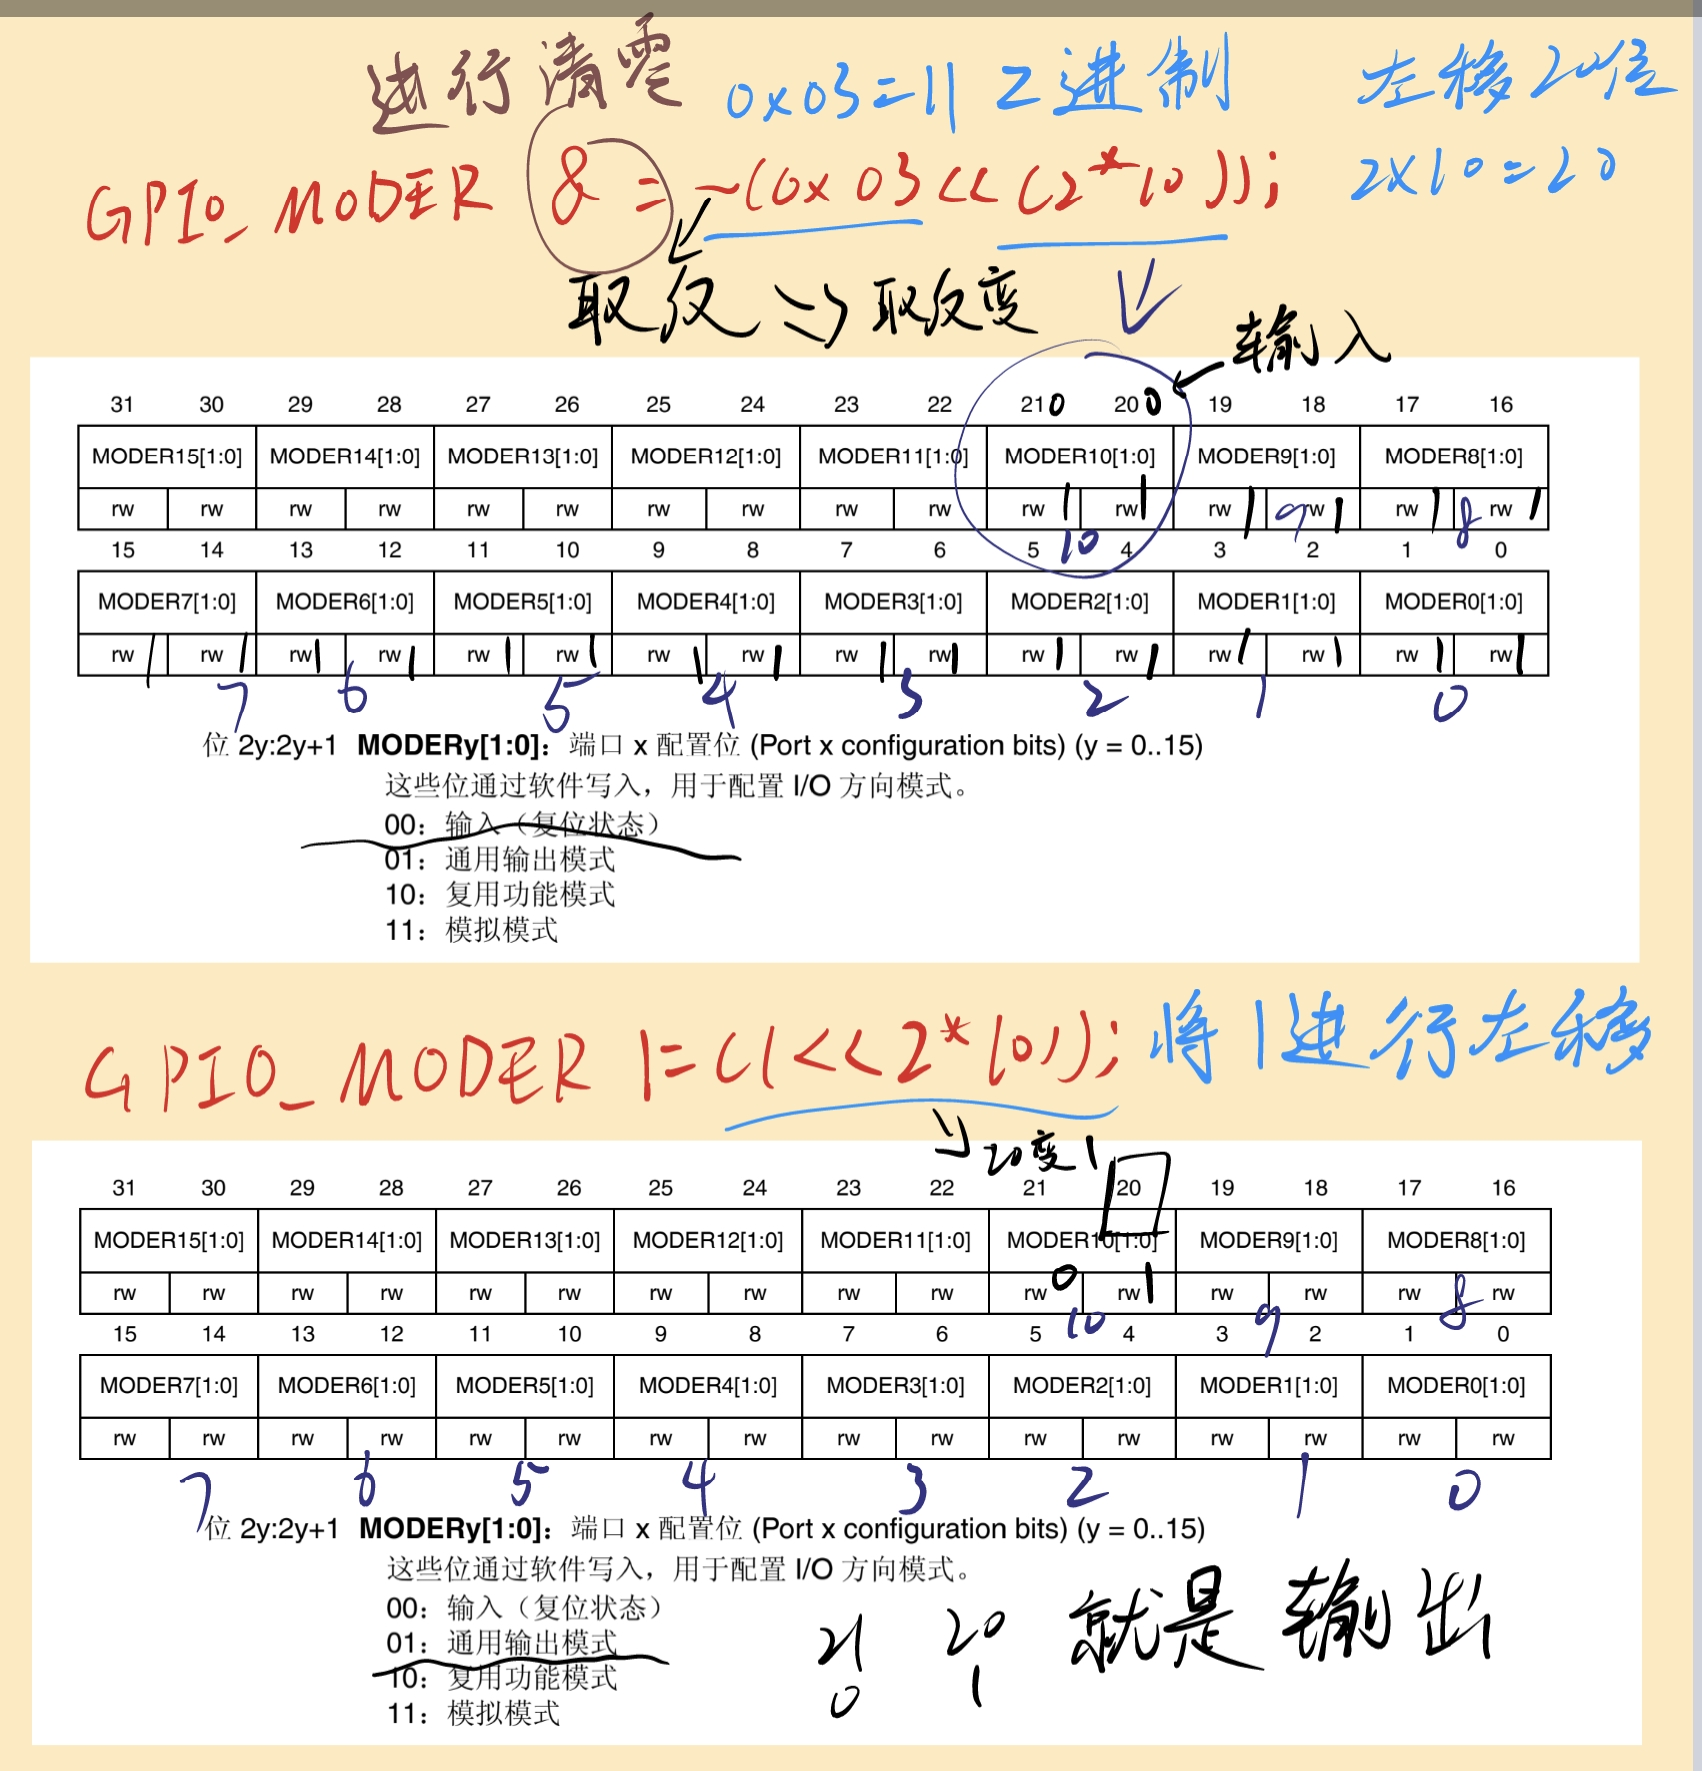 进行清零 0x03=11 2进制 左移20位
GPIO_MODER &= ~(0x03<<(2*10)); 2x10=20
取反 => 取反变
输入
31 30 29 28 27 26 25 24 23 22 21 0 20 0 19 18 17 16
MODER15[1:0] MODER14[1:0] MODER13[1:0] MODER12[1:0] MODER11[1:0] MODER10[1:0] MODER9[1:0] MODER8[1:0]
rw rw rw rw rw rw rw rw rw rw rw 1 rw 1 rw 1 rw 1 rw 1 rw 1
10 9 8
15 14 13 12 11 10 9 8 7 6 5 4 3 2 1 0
MODER7[1:0] MODER6[1:0] MODER5[1:0] MODER4[1:0] MODER3[1:0] MODER2[1:0] MODER1[1:0] MODER0[1:0]
rw 1 rw 1 rw 1 rw 1 rw 1 rw 1 rw 1 rw 1 rw 1 rw 1 rw 1 rw 1 rw 1 rw 1 rw 1 rw 1
7 6 5 4 3 2 1 0
位 2y:2y+1 MODERy[1:0]：端口 x 配置位 (Port x configuration bits) (y = 0..15)
这些位通过软件写入，用于配置 I/O 方向模式。
00：输入（复位状态）
01：通用输出模式
10：复用功能模式
11：模拟模式
GPIO_MODER |=(1<<2*10)); 将1进行左移
20变1
31 30 29 28 27 26 25 24 23 22 21 20 19 18 17 16
MODER15[1:0] MODER14[1:0] MODER13[1:0] MODER12[1:0] MODER11[1:0] MODER10[1:0] MODER9[1:0] MODER8[1:0]
rw rw rw rw rw rw rw rw rw rw rw 0 rw 1 rw rw rw rw
10 9 8
15 14 13 12 11 10 9 8 7 6 5 4 3 2 1 0
MODER7[1:0] MODER6[1:0] MODER5[1:0] MODER4[1:0] MODER3[1:0] MODER2[1:0] MODER1[1:0] MODER0[1:0]
rw rw rw rw rw rw rw rw rw rw rw rw rw rw rw rw
7 6 5 4 3 2 1 0
位 2y:2y+1 MODERy[1:0]：端口 x 配置位 (Port x configuration bits) (y = 0..15)
这些位通过软件写入，用于配置 I/O 方向模式。
00：输入（复位状态）
01：通用输出模式
10：复用功能模式
11：模拟模式
21 20 就是输出
0 1